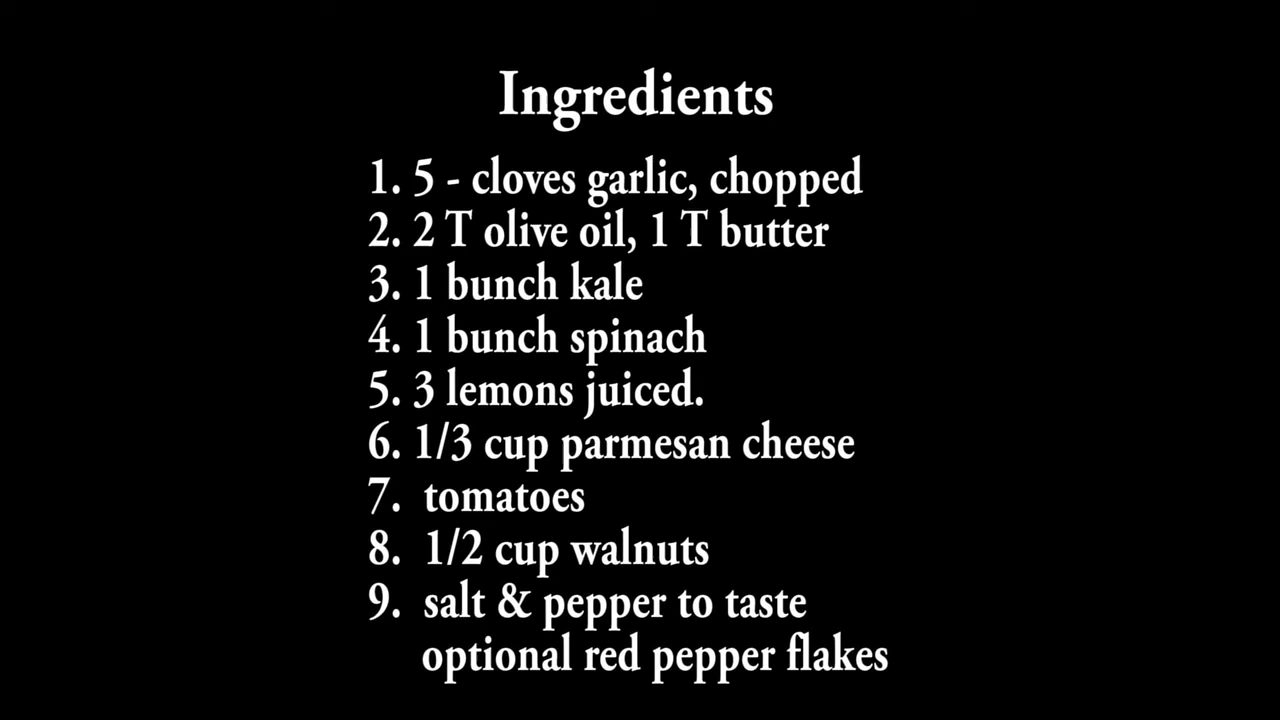 Ingredients
1. 5 - cloves garlic, chopped
2. 2 T olive oil, 1 T butter
3. 1 bunch kale
4. 1 bunch spinach
5. 3 lemons juiced.
6. 1/3 cup parmesan cheese
7. tomatoes
8. 1/2 cup walnuts
9. salt & pepper to taste
optional red pepper flakes